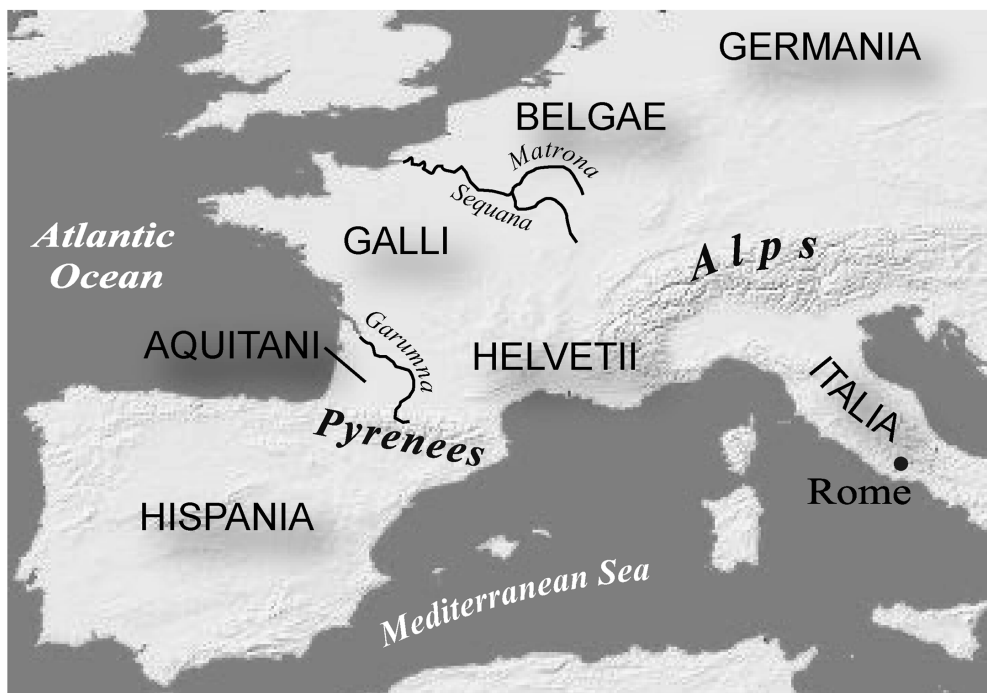 GERMANIA
BELGAE
Matrona
Sequana
Atlantic
Ocean
GALLI
Alps
Garumna
AQUITANI
HELVETII
ITALIA
Pyrenees
Rome
HISPANIA
Mediterranean Sea